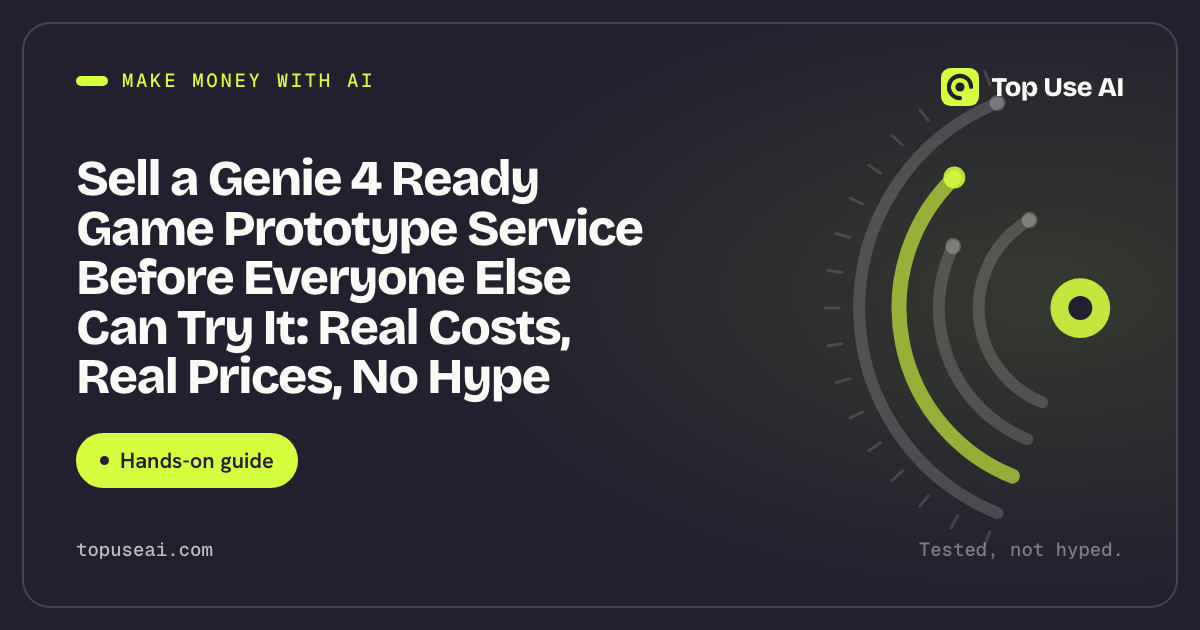 MAKE MONEY WITH AI
Top Use AI
Sell a Genie 4 Ready
Game Prototype Service
Before Everyone Else
Can Try It: Real Costs,
Real Prices, No Hype
Hands-on guide
topuseai.com
Tested, not hyped.